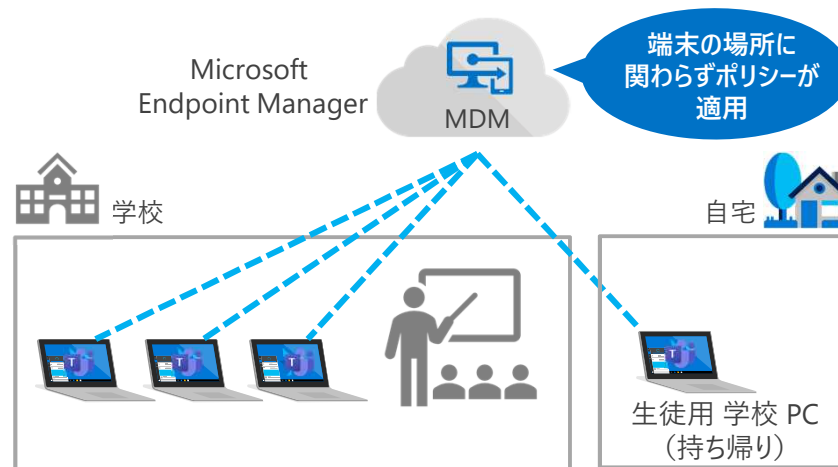 Microsoft
Endpoint Manager
MDM
端末の場所に
関わらずポリシーが
適用
学校
自宅
生徒用 学校 PC
（持ち帰り）